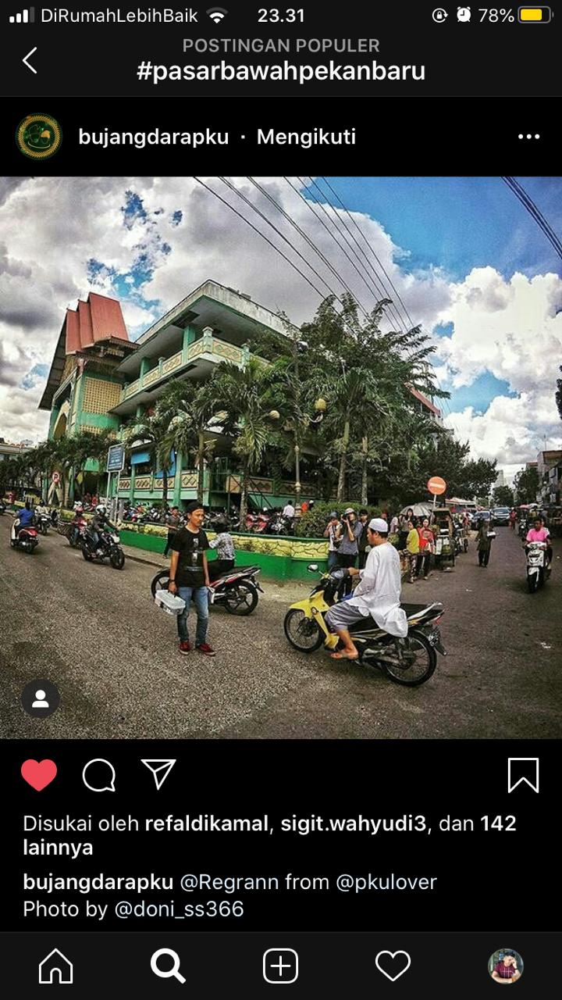 DiRumahLebihBaik 23.31 78%
POSTINGAN POPULER
#pasarbawahpekanbaru
bujangdarapku · Mengikuti
Disukai oleh refaldikamal, sigit.wahyudi3, dan 142
lainnya
bujangdarapku @Regrann from @pkulover
Photo by @doni_ss366